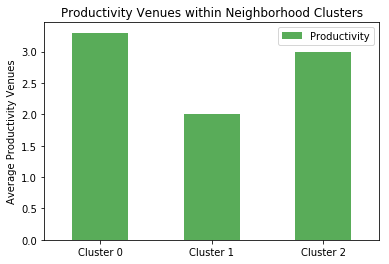 Productivity Venues within Neighborhood Clusters
Productivity
Average Productivity Venues
3.0
2.5
2.0
1.5
1.0
0.5
0.0
Cluster 0
Cluster 1
Cluster 2